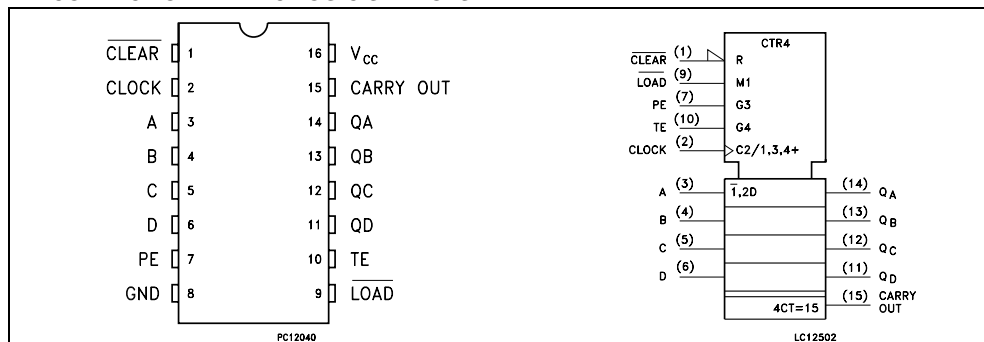 CLEAR 1 16 VCC
CLOCK 2 15 CARRY OUT
A 3 14 QA
B 4 13 QB
C 5 12 QC
D 6 11 QD
PE 7 10 TE
GND 8 9 LOAD
PC12040
CTR4
CLEAR (1) R
LOAD (9) M1
PE (7) G3
TE (10) G4
CLOCK (2) C2/1,3,4+
A (3) 1,2D (14) QA
B (4) (13) QB
C (5) (12) QC
D (6) (11) QD
4CT=15 (15) CARRY
OUT
LC12502